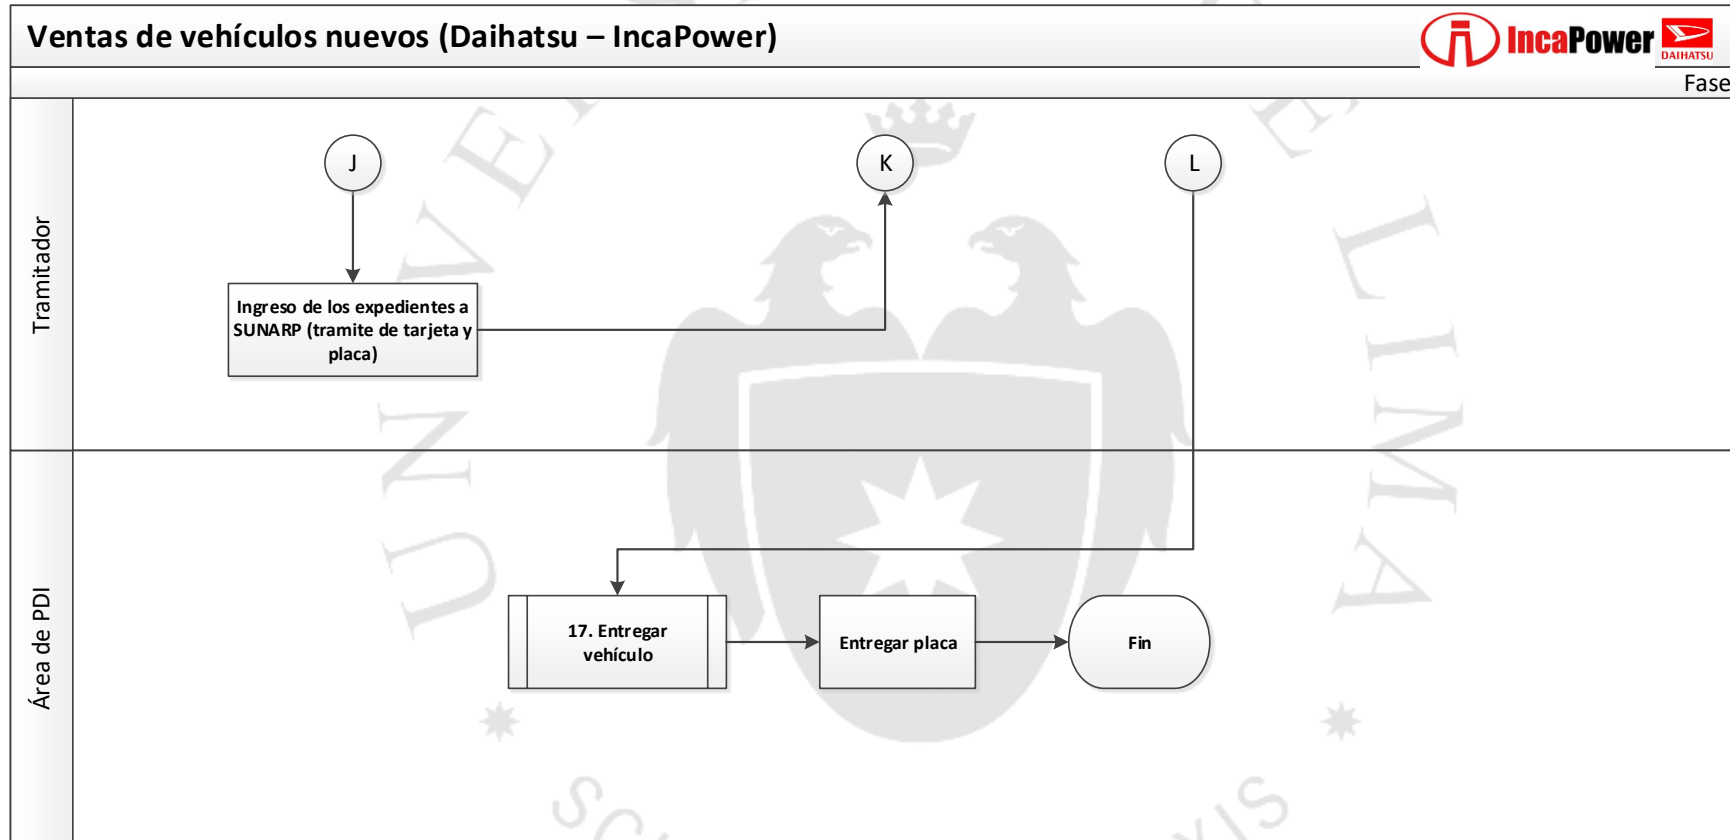 Ventas de vehículos nuevos (Daihatsu – IncaPower)
IncaPower
DAIHATSU
Fase
Tramitador
J
K
L
Ingreso de los expedientes a
SUNARP (tramite de tarjeta y
placa)
Área de PDI
17. Entregar
vehículo
Entregar placa
Fin